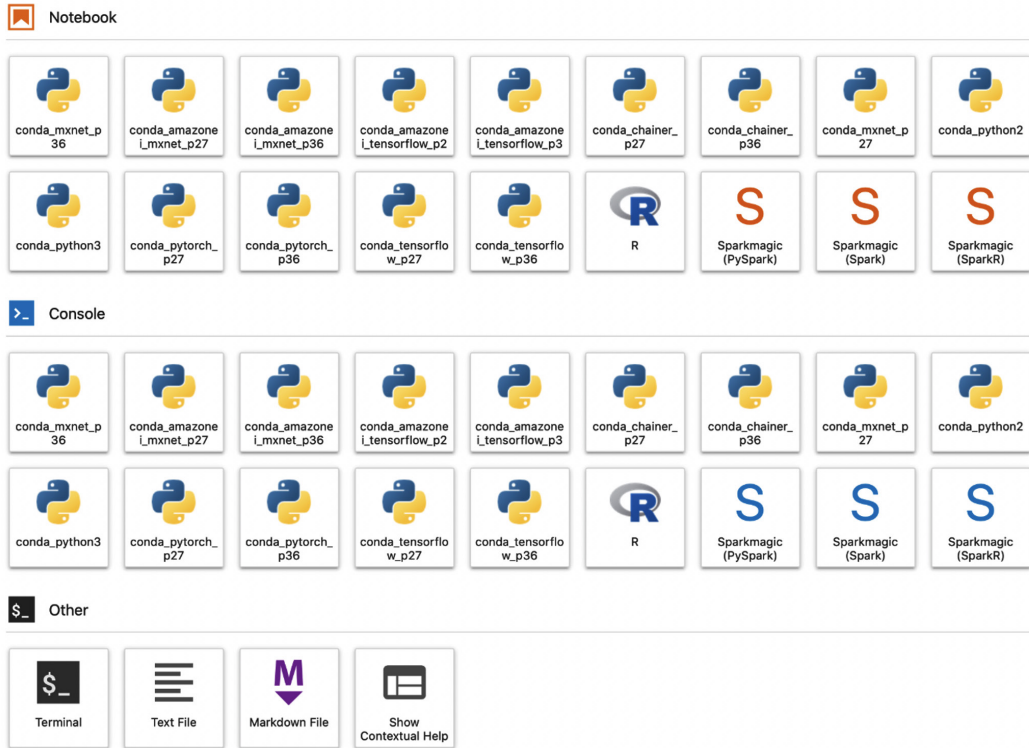 Notebook
conda_mxnet_p
36
conda_amazone
i_mxnet_p27
conda_amazone
i_mxnet_p36
conda_amazone
i_tensorflow_p2
conda_amazone
i_tensorflow_p3
conda_chainer_
p27
conda_chainer_
p36
conda_mxnet_p
27
conda_python2
conda_python3
conda_pytorch_
p27
conda_pytorch_
p36
conda_tensorflo
w_p27
conda_tensorflo
w_p36
R
R
S
Sparkmagic
(PySpark)
S
Sparkmagic
(Spark)
S
Sparkmagic
(SparkR)
>_ Console
conda_mxnet_p
36
conda_amazone
i_mxnet_p27
conda_amazone
i_mxnet_p36
conda_amazone
i_tensorflow_p2
conda_amazone
i_tensorflow_p3
conda_chainer_
p27
conda_chainer_
p36
conda_mxnet_p
27
conda_python2
conda_python3
conda_pytorch_
p27
conda_pytorch_
p36
conda_tensorflo
w_p27
conda_tensorflo
w_p36
R
R
S
Sparkmagic
(PySpark)
S
Sparkmagic
(Spark)
S
Sparkmagic
(SparkR)
$_ Other
$_
Terminal
Text File
M
Markdown File
Show
Contextual Help